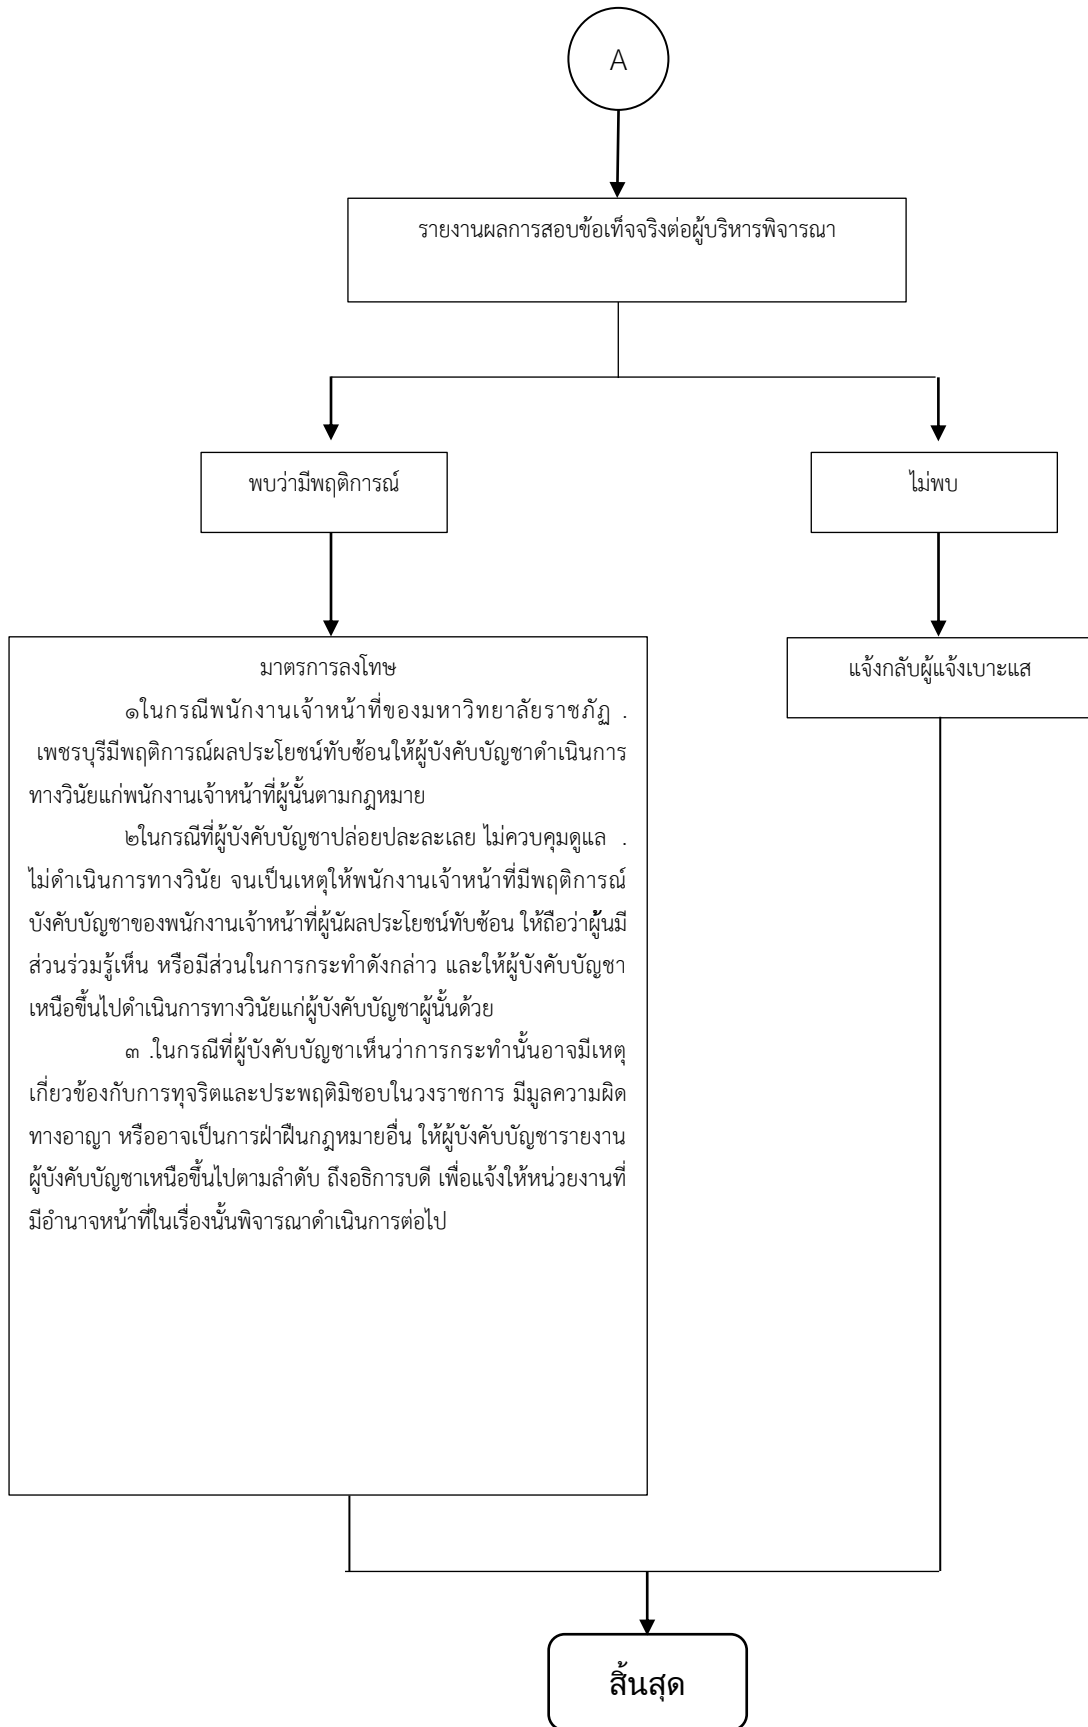 A
รายงานผลการสอบข้อเท็จจริงต่อผู้บริหารพิจารณา
พบว่ามีพฤติการณ์
ไม่พบ
มาตรการลงโทษ
๑ในกรณีพนักงานเจ้าหน้าที่ของมหาวิทยาลัยราชภัฏ .
เพชรบุรีมีพฤติการณ์ผลประโยชน์ทับซ้อนให้ผู้บังคับบัญชาดำเนินการ
ทางวินัยแก่พนักงานเจ้าหน้าที่ผู้นั้นตามกฎหมาย
๒ในกรณีที่ผู้บังคับบัญชาปล่อยปละละเลย ไม่ควบคุมดูแล .
ไม่ดำเนินการทางวินัย จนเป็นเหตุให้พนักงานเจ้าหน้าที่มีพฤติการณ์
บังคับบัญชาของพนักงานเจ้าหน้าที่ผู้นัผลประโยชน์ทับซ้อน ให้ถือว่าผู้้นมี
ส่วนร่วมรู้เห็น หรือมีส่วนในการกระทำดังกล่าว และให้ผู้บังคับบัญชา
เหนือขึ้นไปดำเนินการทางวินัยแก่ผู้บังคับบัญชาผู้นั้นด้วย
๓ .ในกรณีที่ผู้บังคับบัญชาเห็นว่าการกระทำนั้นอาจมีเหตุ
เกี่ยวข้องกับการทุจริตและประพฤติมิชอบในวงราชการ มีมูลความผิด
ทางอาญา หรืออาจเป็นการฝ่าฝืนกฎหมายอื่น ให้ผู้บังคับบัญชารายงาน
ผู้บังคับบัญชาเหนือขึ้นไปตามลำดับ ถึงอธิการบดี เพื่อแจ้งให้หน่วยงานที่
มีอำนาจหน้าที่ในเรื่องนั้นพิจารณาดำเนินการต่อไป
แจ้งกลับผู้แจ้งเบาะแส
สิ้นสุด